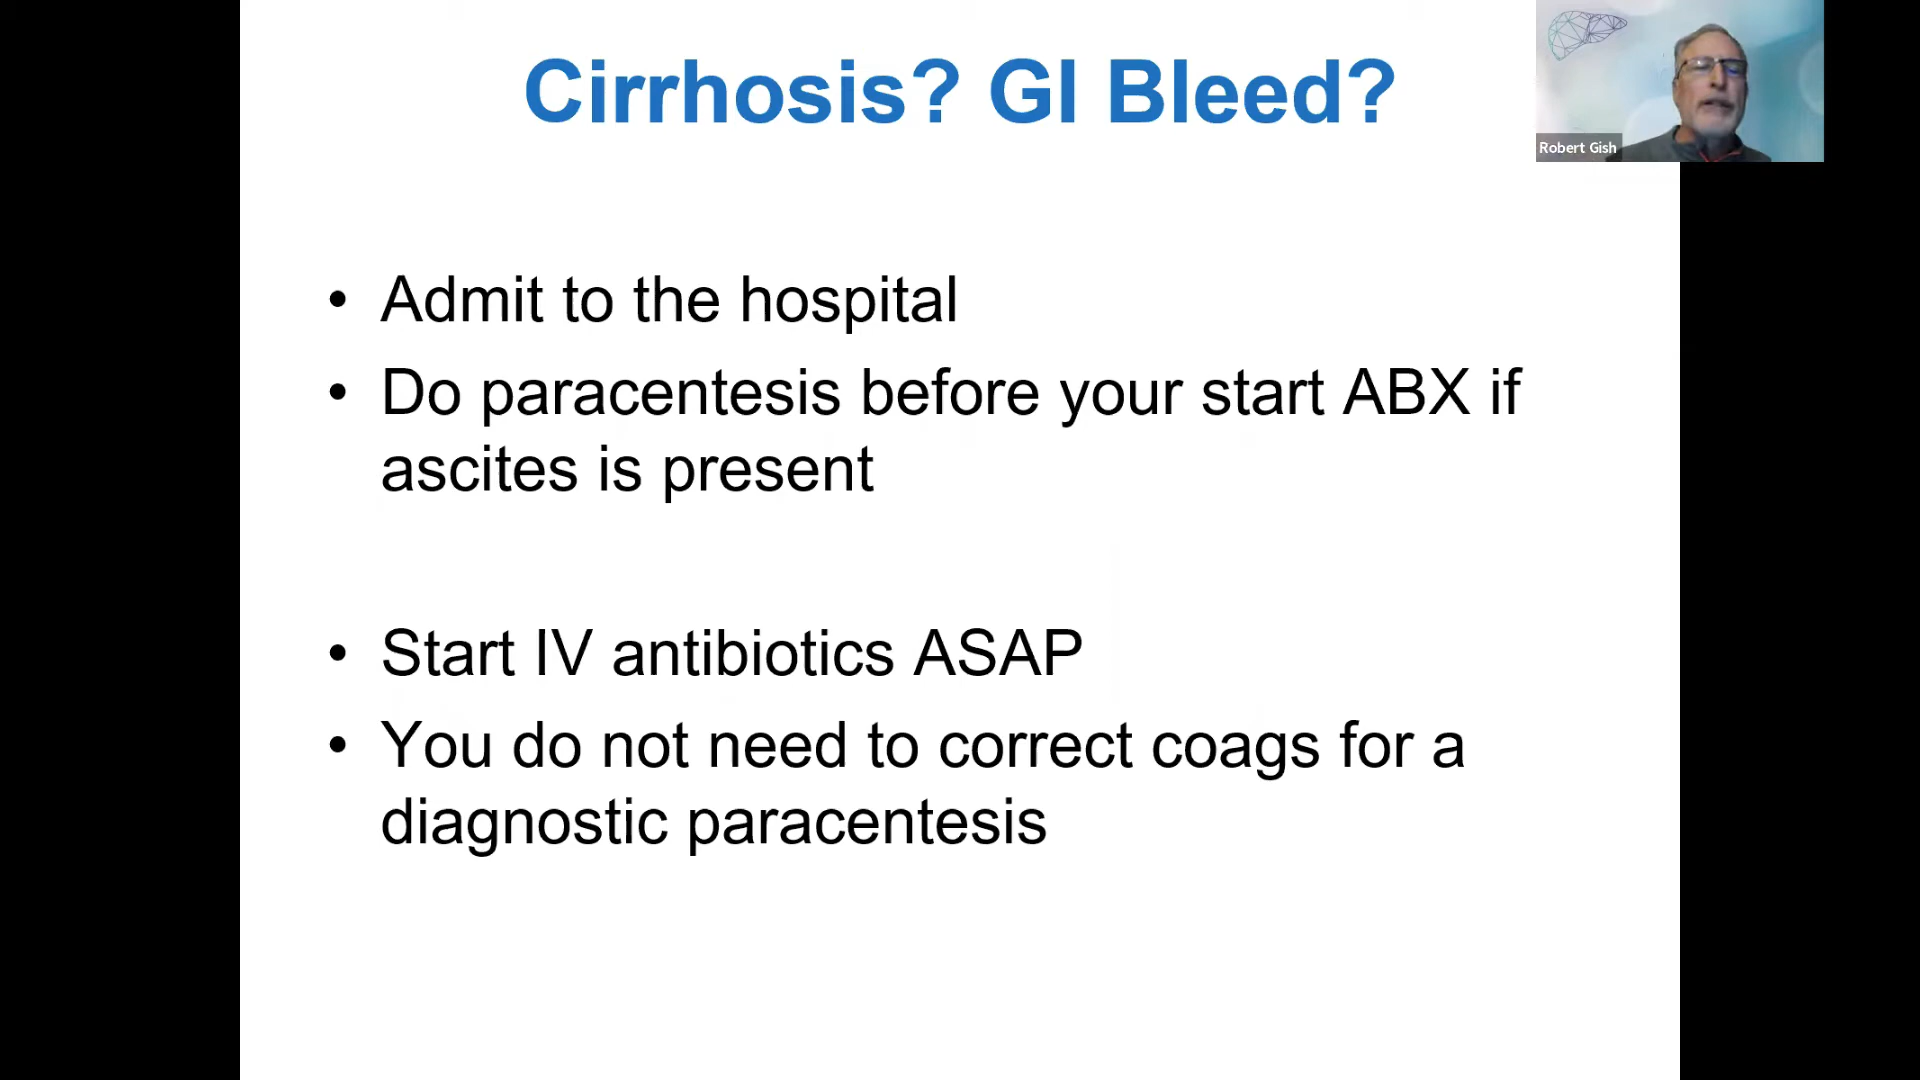 Cirrhosis? GI Bleed?
Robert Gish
• Admit to the hospital
• Do paracentesis before your start ABX if
ascites is present
• Start IV antibiotics ASAP
• You do not need to correct coags for a
diagnostic paracentesis